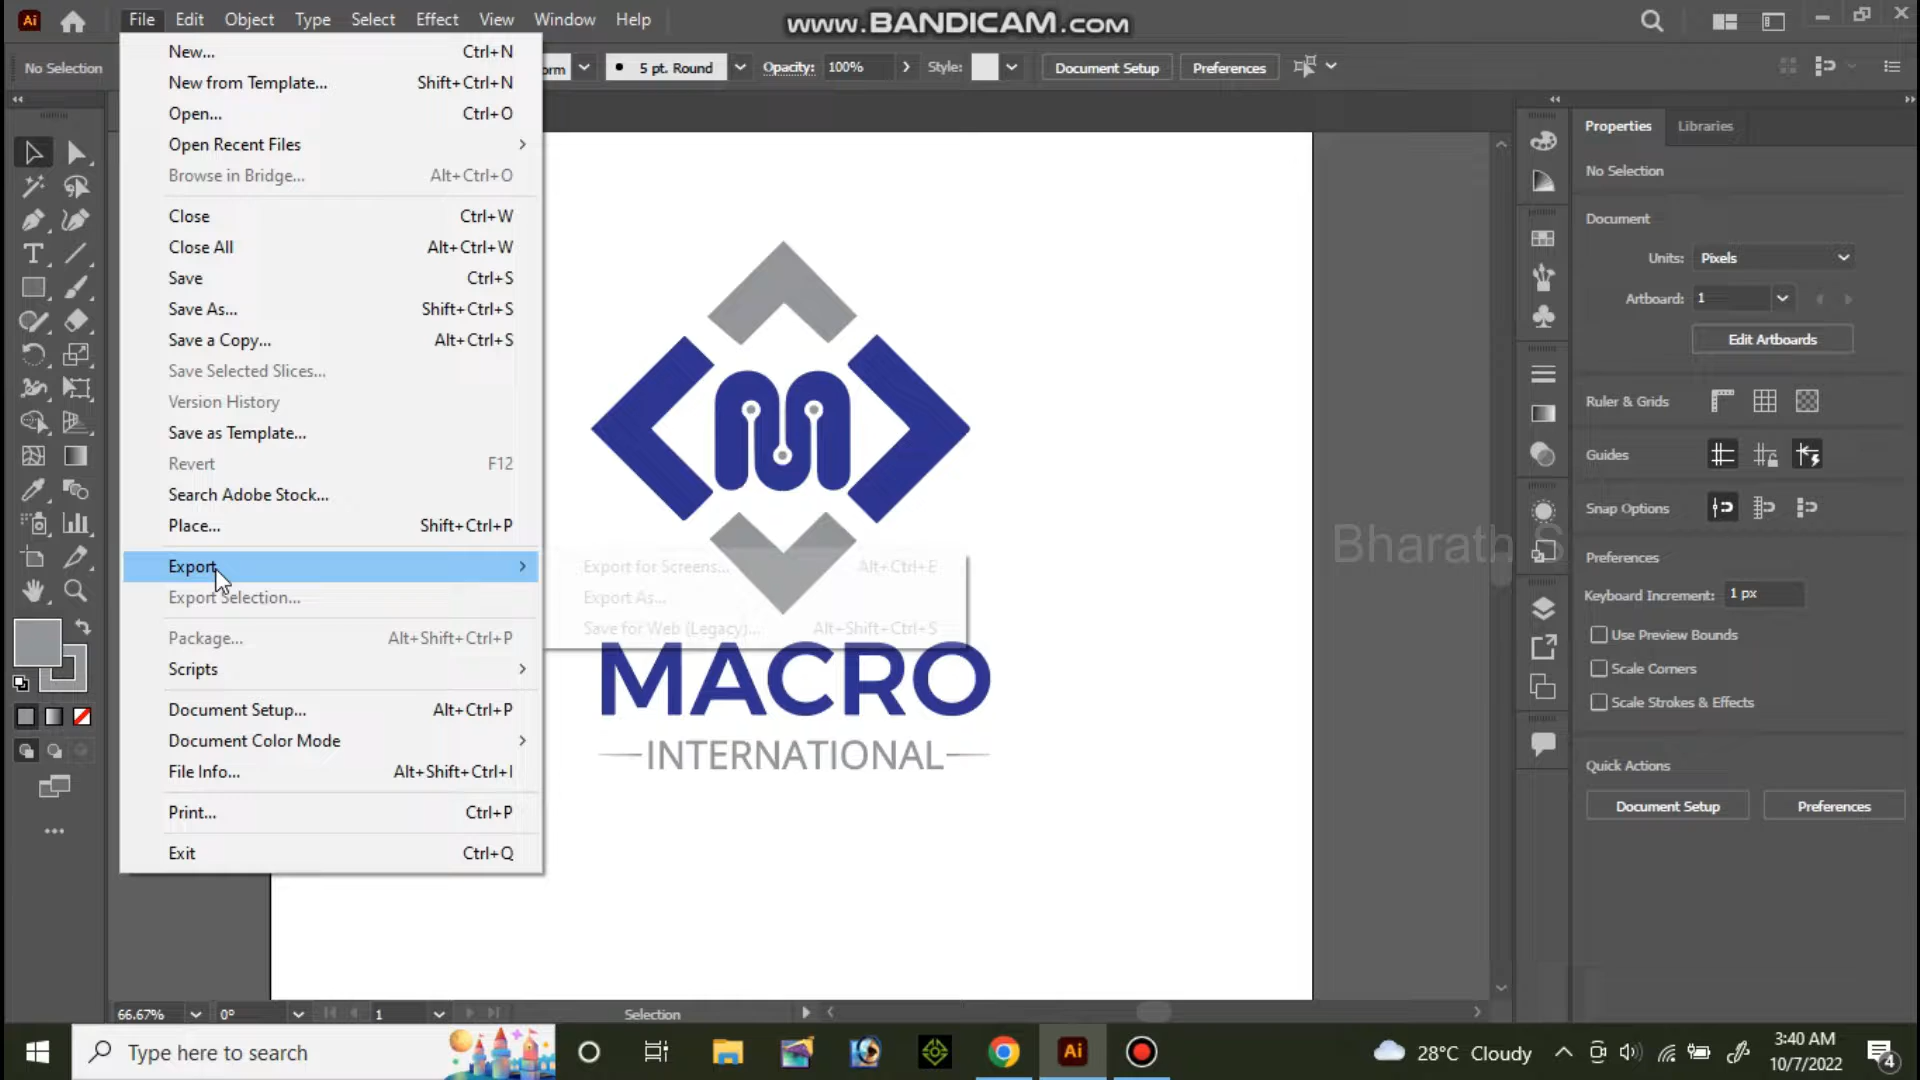 Ai File Edit Object Type Select Effect View Window Help
www.BANDICAM.com
No Selection
5 pt. Round
Opacity: 100%
Style:
Document Setup
Preferences
New... Ctrl+N
New from Template... Shift+Ctrl+N
Open... Ctrl+O
Open Recent Files
Browse in Bridge... Alt+Ctrl+O
Close Ctrl+W
Close All Alt+Ctrl+W
Save Ctrl+S
Save As... Shift+Ctrl+S
Save a Copy... Alt+Ctrl+S
Save Selected Slices...
Version History
Save as Template...
Revert F12
Search Adobe Stock...
Place... Shift+Ctrl+P
Export
Export Selection...
Package... Alt+Shift+Ctrl+P
Scripts
Document Setup... Alt+Ctrl+P
Document Color Mode
File Info... Alt+Shift+Ctrl+I
Print... Ctrl+P
Exit Ctrl+Q
Export for Screens... Alt+Ctrl+E
Export As...
Save for Web (Legacy)... Alt+Shift+Ctrl+S
MACRO
INTERNATIONAL
Bharath S
Properties Libraries
No Selection
Document
Units: Pixels
Artboard: 1
Edit Artboards
Ruler & Grids
Guides
Snap Options
Preferences
Keyboard Increment: 1 px
Use Preview Bounds
Scale Corners
Scale Strokes & Effects
Quick Actions
Document Setup Preferences
66.67% 0° 1 Selection
Type here to search
Ai
28°C Cloudy
3:40 AM
10/7/2022
4